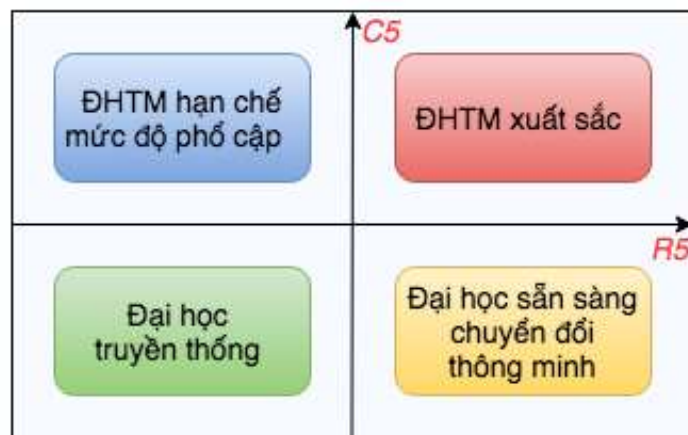 C5
ĐHTM hạn chế
mức độ phổ cập
ĐHTM xuất sắc
R5
Đại học
truyền thống
Đại học sẵn sàng
chuyển đổi
thông minh